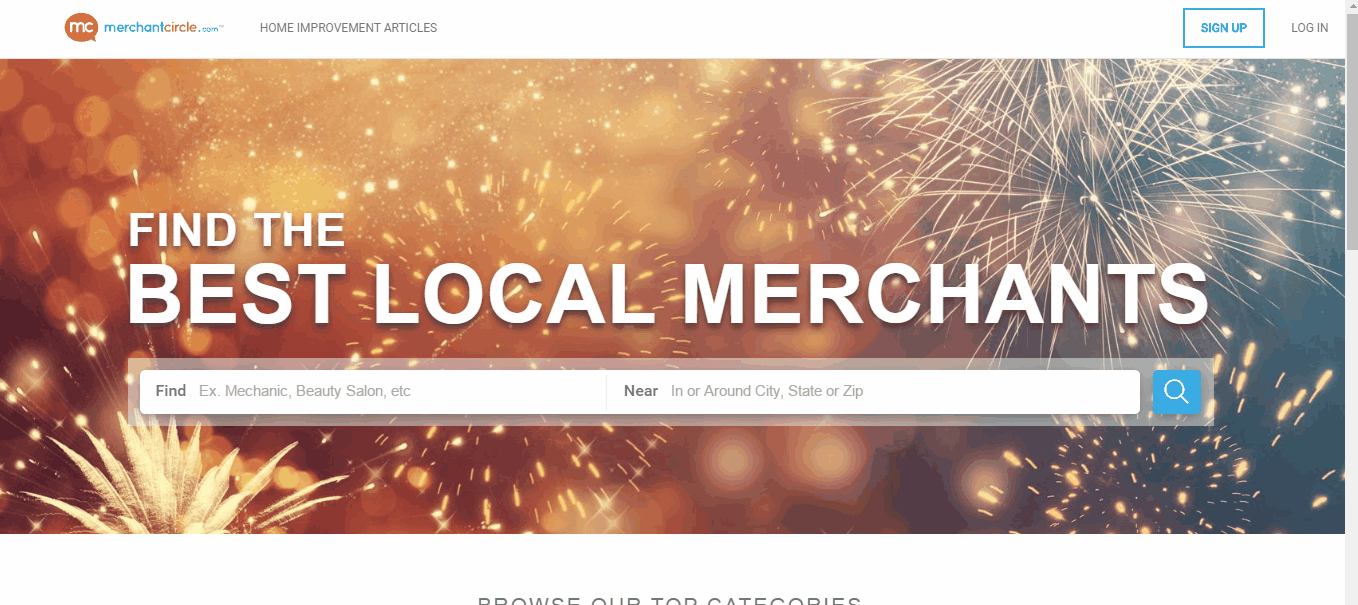 mc merchantcircle.com
HOME IMPROVEMENT ARTICLES
SIGN UP
LOG IN
FIND THE
BEST LOCAL MERCHANTS
Find Ex. Mechanic, Beauty Salon, etc
Near In or Around City, State or Zip
BROWSE OUR TOP CATEGORIES